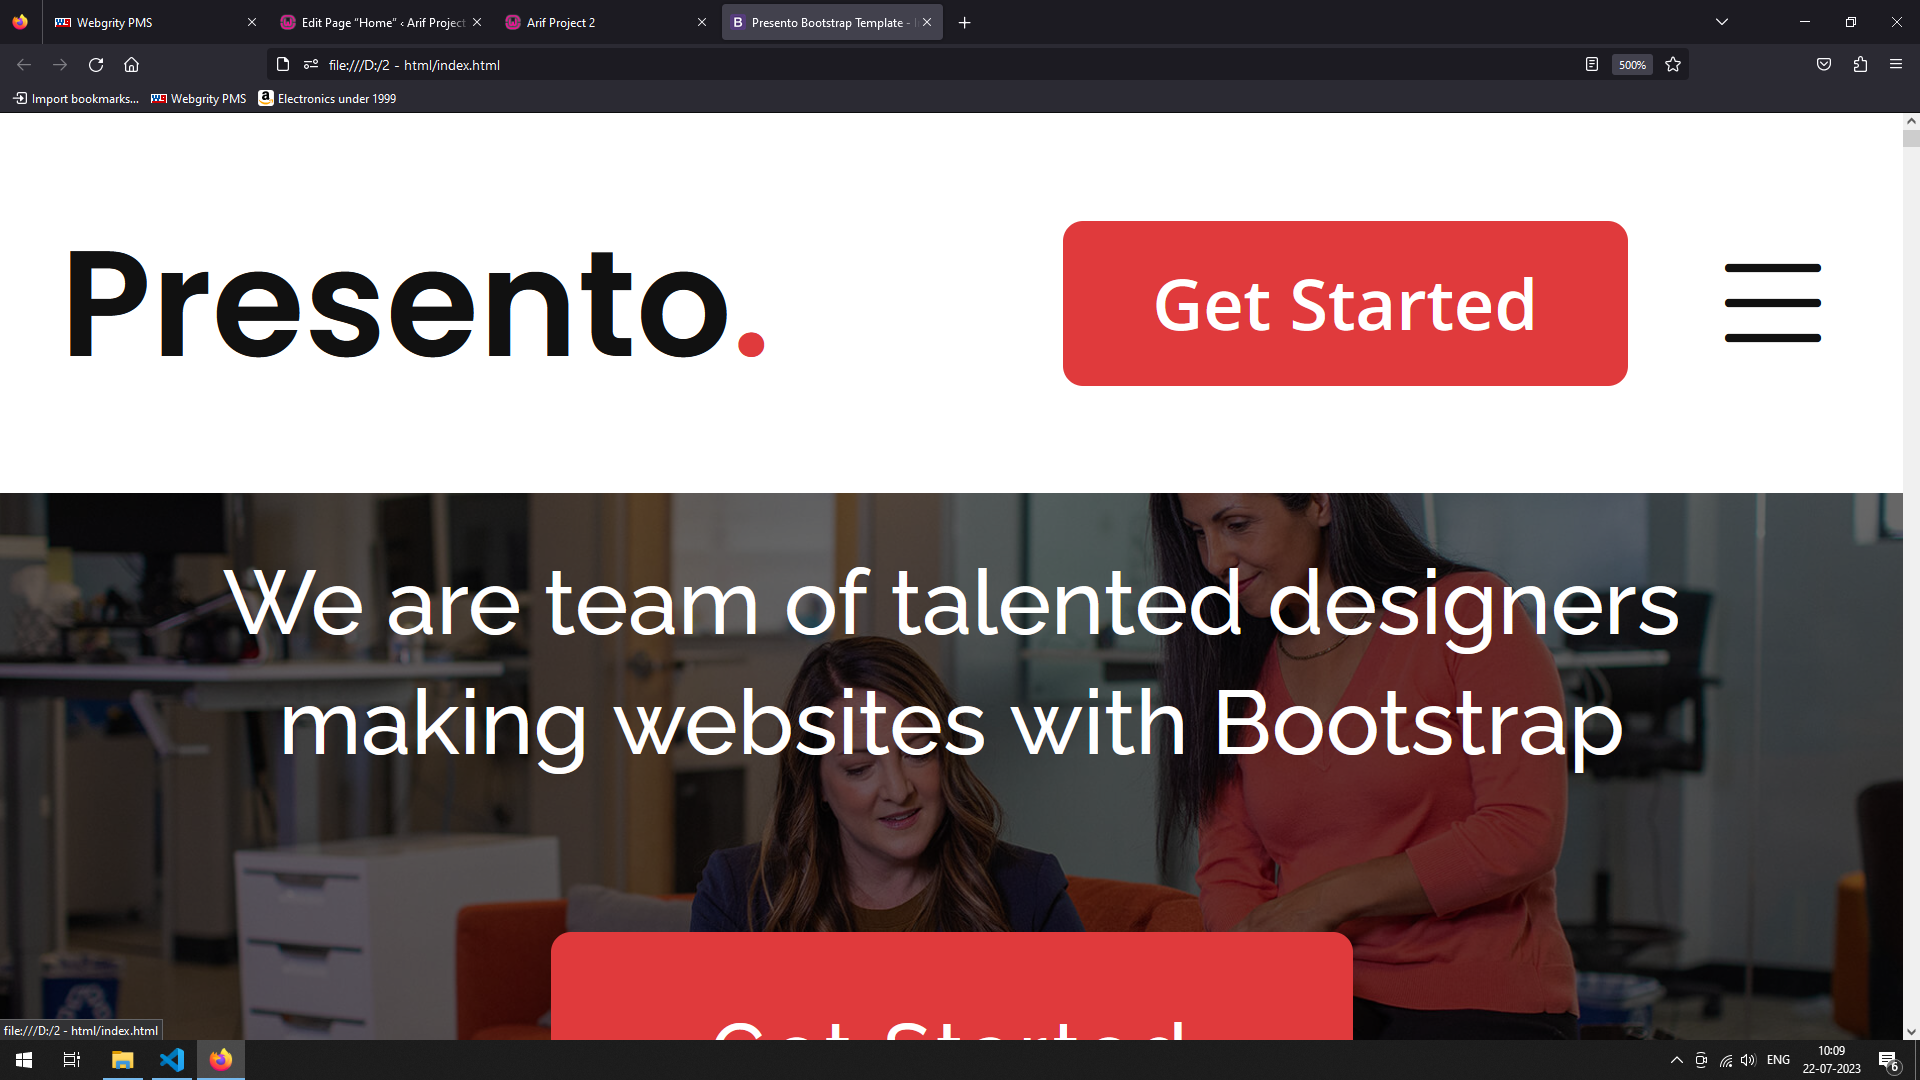 Webgrity PMS
Edit Page “Home” ‹ Arif Project
Arif Project 2
Presento Bootstrap Template -
file:///D:/2 - html/index.html
500%
Import bookmarks...
Webgrity PMS
Electronics under 1999
Presento.
Get Started
We are team of talented designers
making websites with Bootstrap
Get Started
file:///D:/2 - html/index.html
ENG
10:09
22-07-2023
6